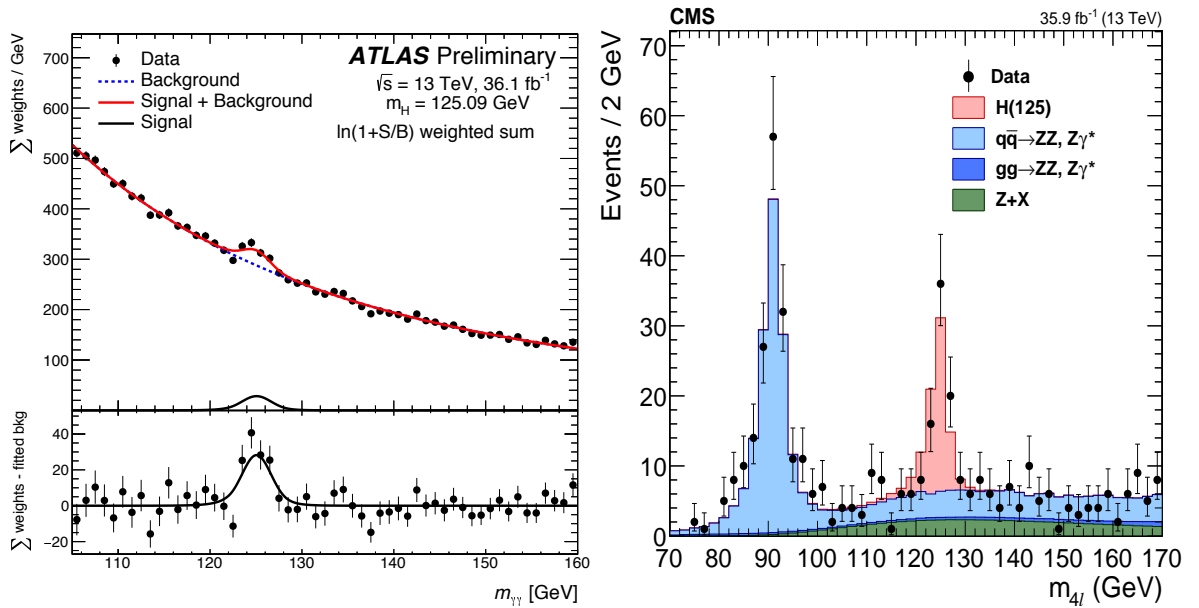 ATLAS Preliminary
√s = 13 TeV, 36.1 fb⁻¹
m_H = 125.09 GeV
ln(1+S/B) weighted sum
Data
Background
Signal + Background
Signal
∑ weights / GeV
700
600
500
400
300
200
100
∑ weights - fitted bkg
40
20
0
−20
110 120 130 140 150 160
m_γγ [GeV]
CMS
35.9 fb⁻¹ (13 TeV)
Events / 2 GeV
70
60
50
40
30
20
10
0
Data
H(125)
qq̅→ZZ, Zγ*
gg→ZZ, Zγ*
Z+X
70 80 90 100 110 120 130 140 150 160 170
m_4l (GeV)